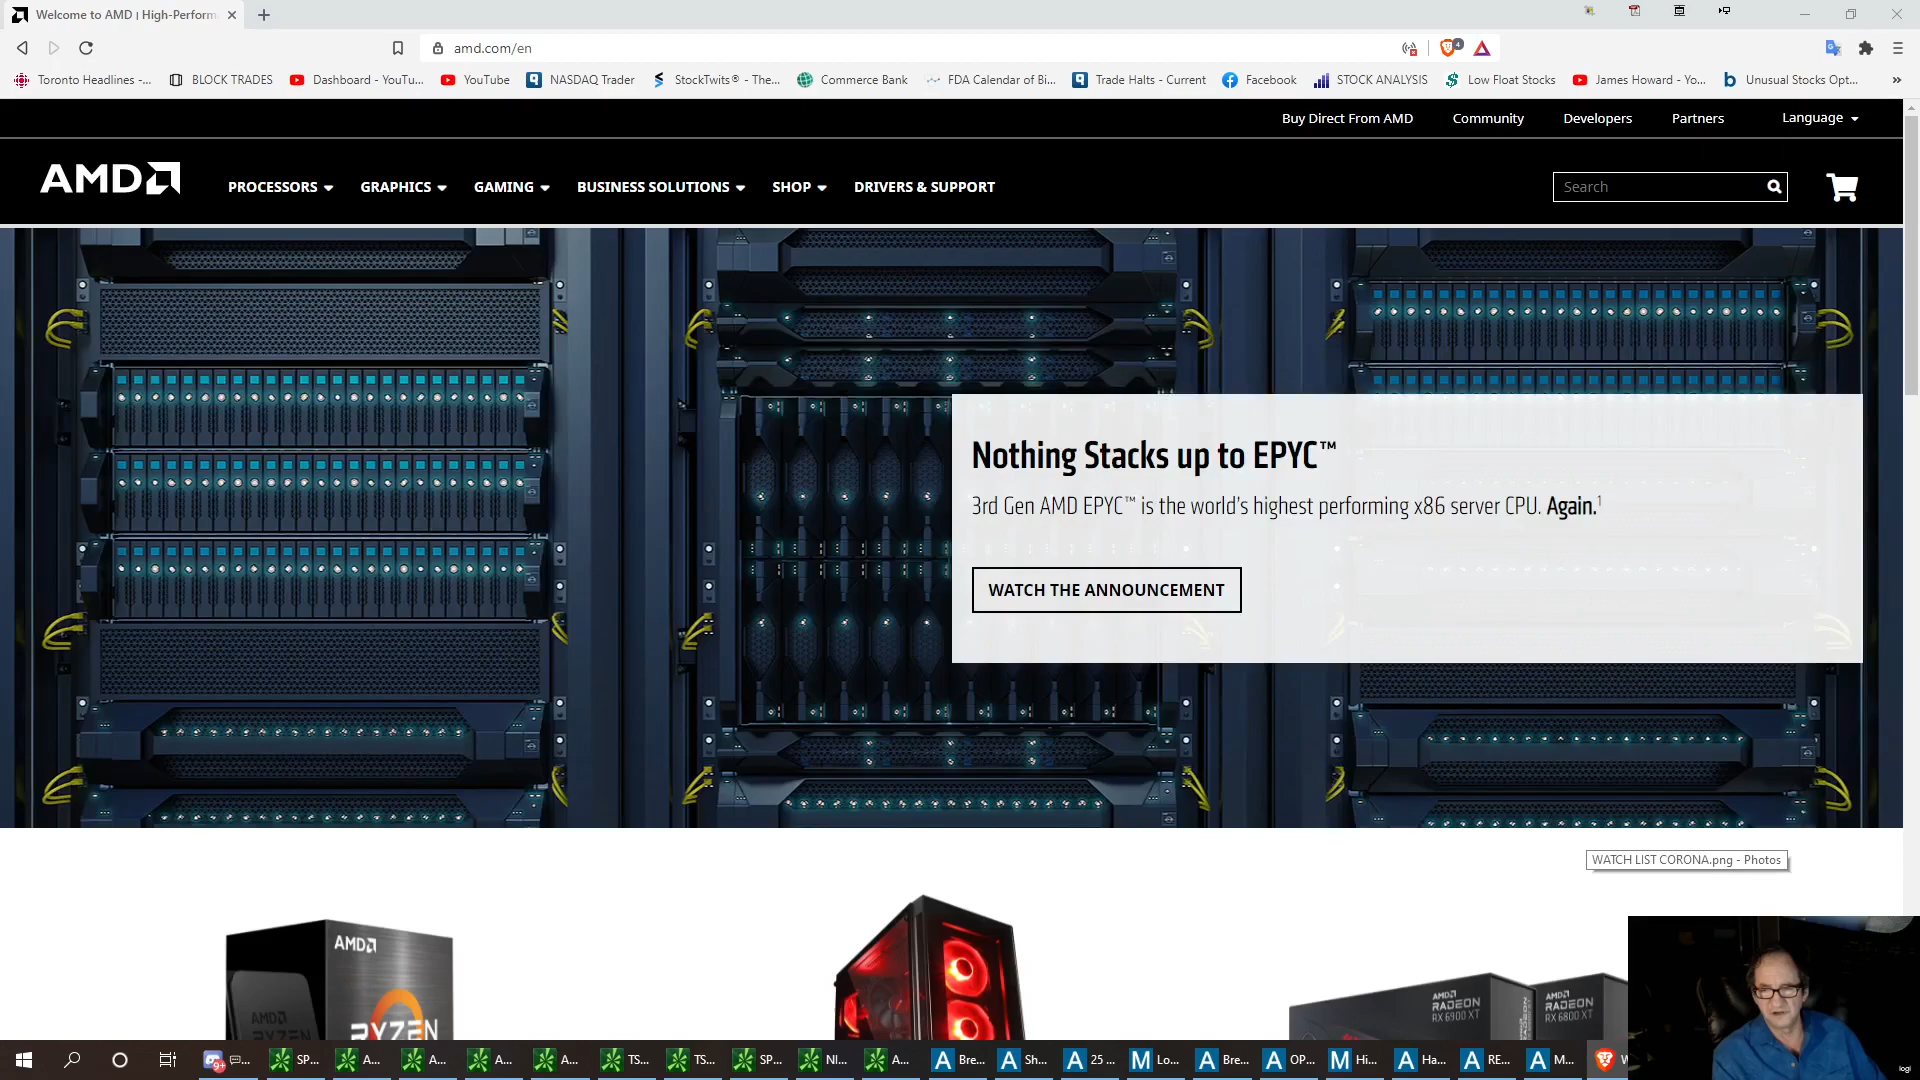 Welcome to AMD | High-Perform
amd.com/en
4
Toronto Headlines -...
BLOCK TRADES
Dashboard - YouTu...
YouTube
NASDAQ Trader
StockTwits® - The...
Commerce Bank
FDA Calendar of Bi...
Trade Halts - Current
Facebook
STOCK ANALYSIS
Low Float Stocks
James Howard - Yo...
Unusual Stocks Opt...
Buy Direct From AMD
Community
Developers
Partners
Language
AMD
PROCESSORS
GRAPHICS
GAMING
BUSINESS SOLUTIONS
SHOP
DRIVERS & SUPPORT
Search
Nothing Stacks up to EPYC™
3rd Gen AMD EPYC™ is the world's highest performing x86 server CPU. Again.¹
WATCH THE ANNOUNCEMENT
WATCH LIST CORONA.png - Photos
AMD
AMD
RYZEN
RYZEN
AMD
RADEON
RX 6900 XT
AMD
RADEON
RX 6800 XT
9+
SP...
A...
A...
A...
A...
TS...
TS...
SP...
NI...
A...
A Bre...
A Sh...
A 25 ...
M Lo...
A Bre...
A OP...
M Hi...
A Ha...
A RE...
A M...
W
logi